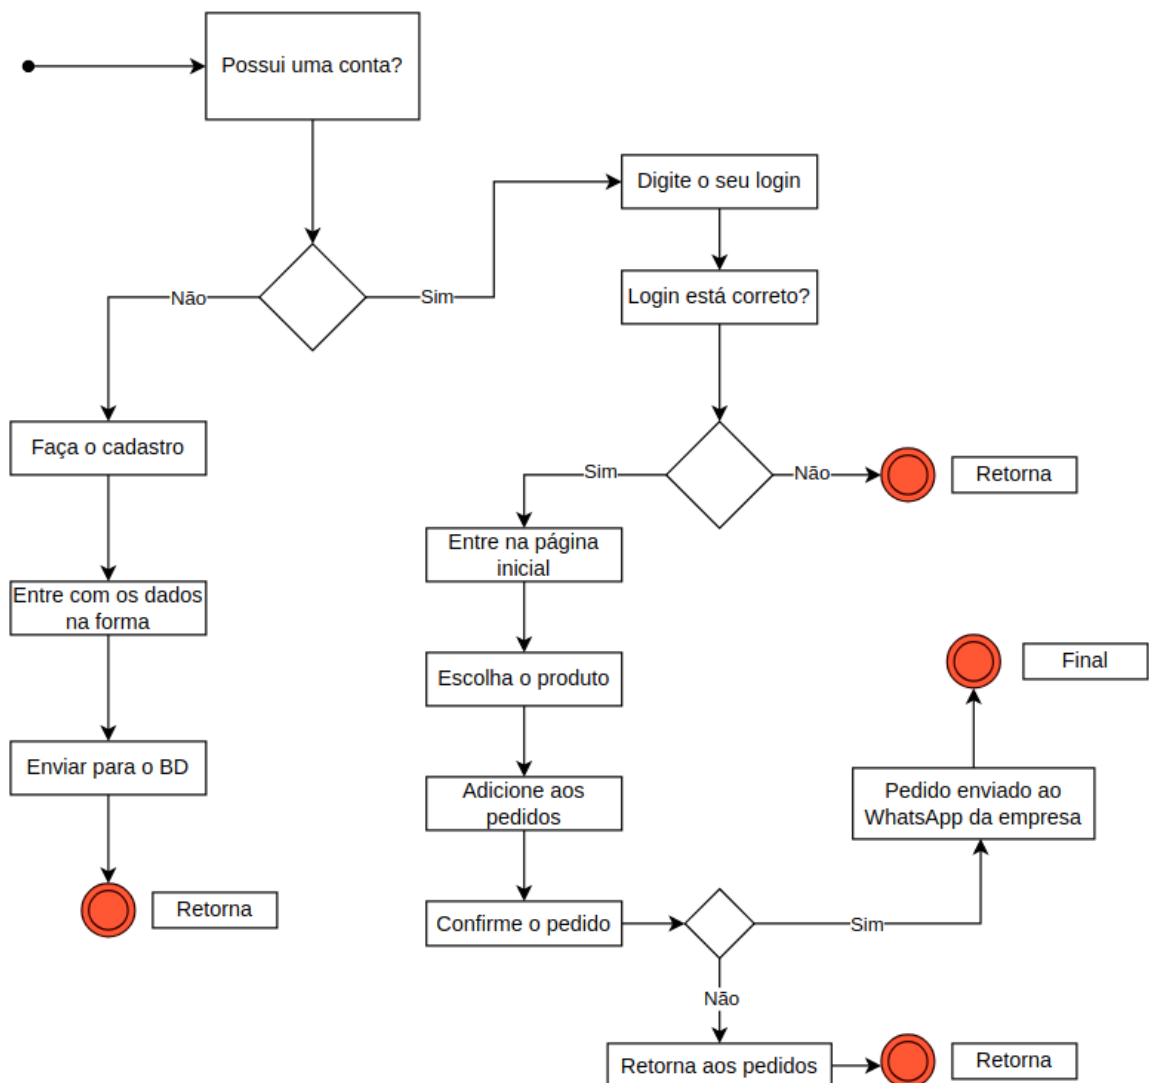 Possui uma conta?
Digite o seu login
Login está correto?
Não
Sim
Faça o cadastro
Sim
Não
Retorna
Entre na página
inicial
Entre com os dados
na forma
Escolha o produto
Final
Enviar para o BD
Adicione aos
pedidos
Pedido enviado ao
WhatsApp da empresa
Retorna
Confirme o pedido
Sim
Não
Retorna aos pedidos
Retorna